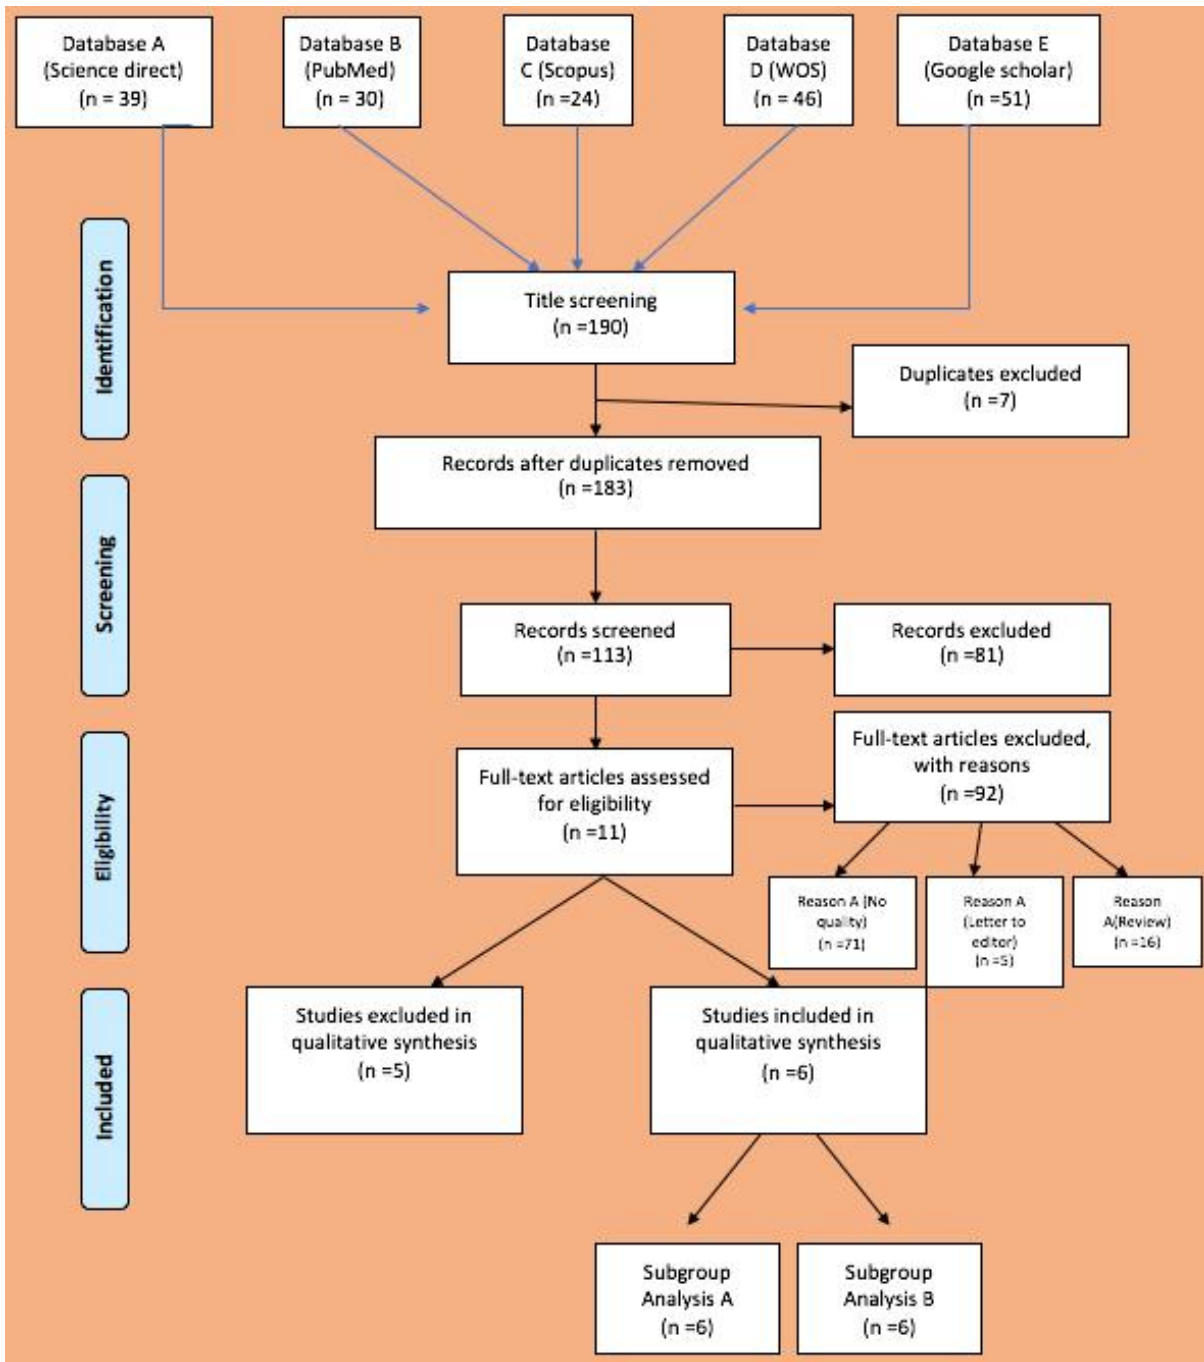 Database A
(Science direct)
(n = 39)
Database B
(PubMed)
(n = 30)
Database
C (Scopus)
(n =24)
Database
D (WOS)
(n = 46)
Database E
(Google scholar)
(n =51)
Identification
Title screening
(n =190)
Duplicates excluded
(n =7)
Records after duplicates removed
(n =183)
Screening
Records screened
(n =113)
Records excluded
(n =81)
Eligibility
Full-text articles assessed
for eligibility
(n =11)
Full-text articles excluded,
with reasons
(n =92)
Reason A (No
quality)
(n =71)
Reason A
(Letter to
editor)
(n =5)
Reason
A(Review)
(n =16)
Included
Studies excluded in
qualitative synthesis
(n =5)
Studies included in
qualitative synthesis
(n =6)
Subgroup
Analysis A
(n =6)
Subgroup
Analysis B
(n =6)